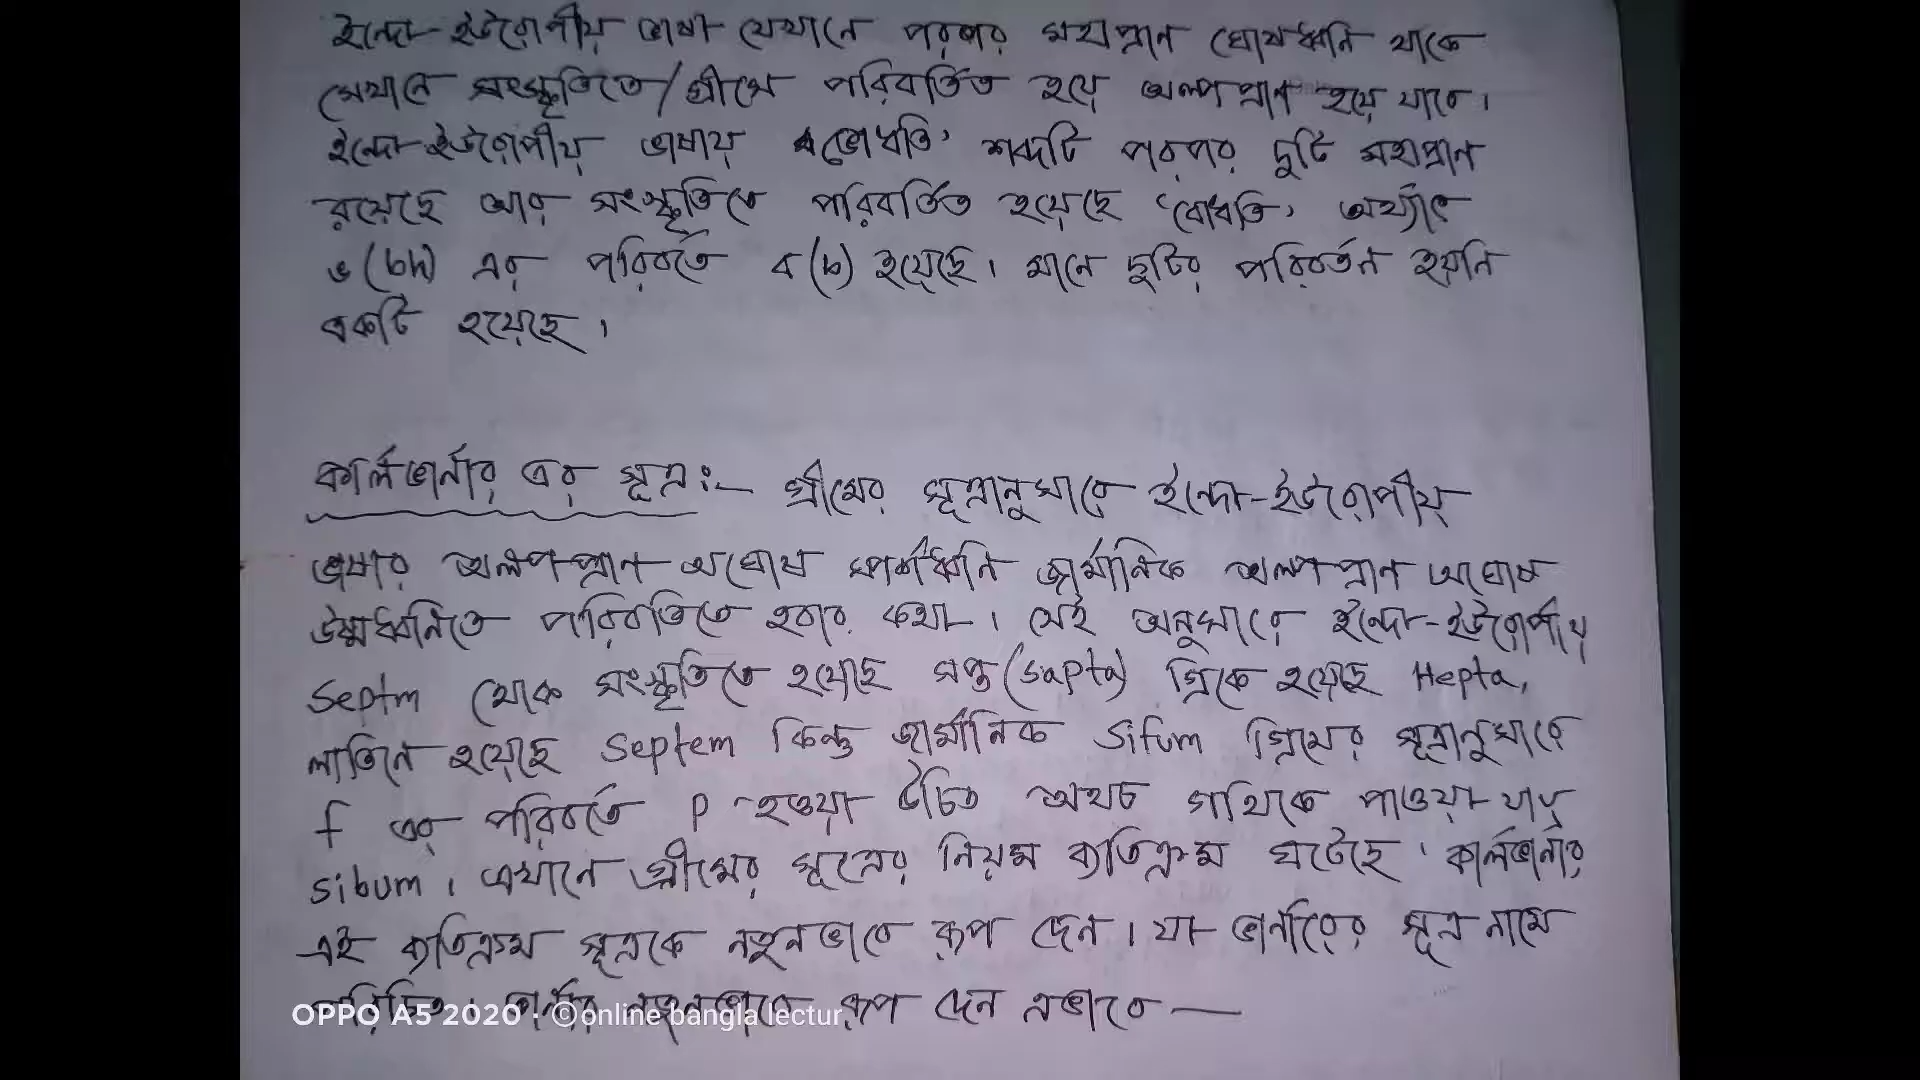 ইন্দো-ইউরোপীয় ভাষা যেখানে পরপর মহাপ্রান ঘোষধ্বনি থাকে
সেখানে সংস্কৃতিতে/গ্রীসে পরিবর্তিত হয়ে অল্পপ্রান হয়ে যাবে।
ইন্দো-ইউরোপীয় ভাষায় ‘ভোধতি’ শব্দটি পরপর দুটি মহাপ্রান
রয়েছে আর সংস্কৃতিতে পরিবর্তিত হয়েছে ‘বোধতি’ অর্থ্যাৎ
ভ (bh) এর পরিবর্তে ব (b) হয়েছে। মানে দুটির পরিবর্তন হয়নি
একটি হয়েছে।
কার্লভার্নার এর সূত্র :- গ্রীমের সূত্রানুসারে ইন্দো-ইউরোপীয়
ভাষার অল্পপ্রান অঘোষ স্পর্শধ্বনি জার্মানিক অল্পপ্রান অঘোষ
উষ্মধ্বনিতে পরিবর্তিতে হবার কথা। সেই অনুসারে ইন্দো-ইউরোপীয়
Septm থেকে সংস্কৃতিতে হয়েছে সপ্ত (Sapta) গ্রিকে হয়েছে Hepta,
লাতিনে হয়েছে Septem কিন্তু জার্মানিক Sifum গ্রিমের সূত্রানুসারে
f এর পরিবর্তে P হওয়া উচিত অথচ গথিকে পাওয়া যায়
Sibum। এখানে গ্রীমের সূত্রের নিয়ম ব্যতিক্রম ঘটেছে। কার্লভার্নার
এই ব্যতিক্রম সূত্রকে নতুনভাবে রূপ দেন। যা ভার্নারের সূত্র নামে
পরিচিত। ভার্নার নতুনভাবে রূপ দেন এভাবে —
OPPO A5 2020 · ©online bangla lectur